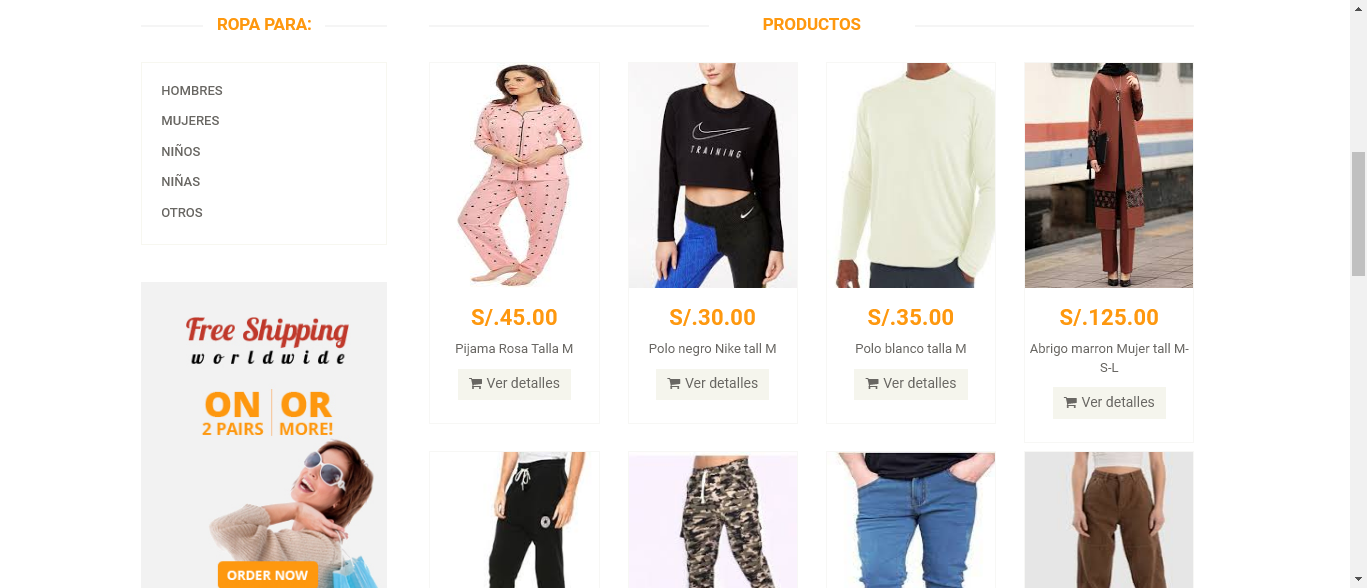 ROPA PARA:
HOMBRES
MUJERES
NIÑOS
NIÑAS
OTROS
Free Shipping
worldwide
ON OR
2 PAIRS MORE!
ORDER NOW
PRODUCTOS
TRAINING
S/.45.00
Pijama Rosa Talla M
Ver detalles
S/.30.00
Polo negro Nike tall M
Ver detalles
S/.35.00
Polo blanco talla M
Ver detalles
S/.125.00
Abrigo marron Mujer tall M-
S-L
Ver detalles